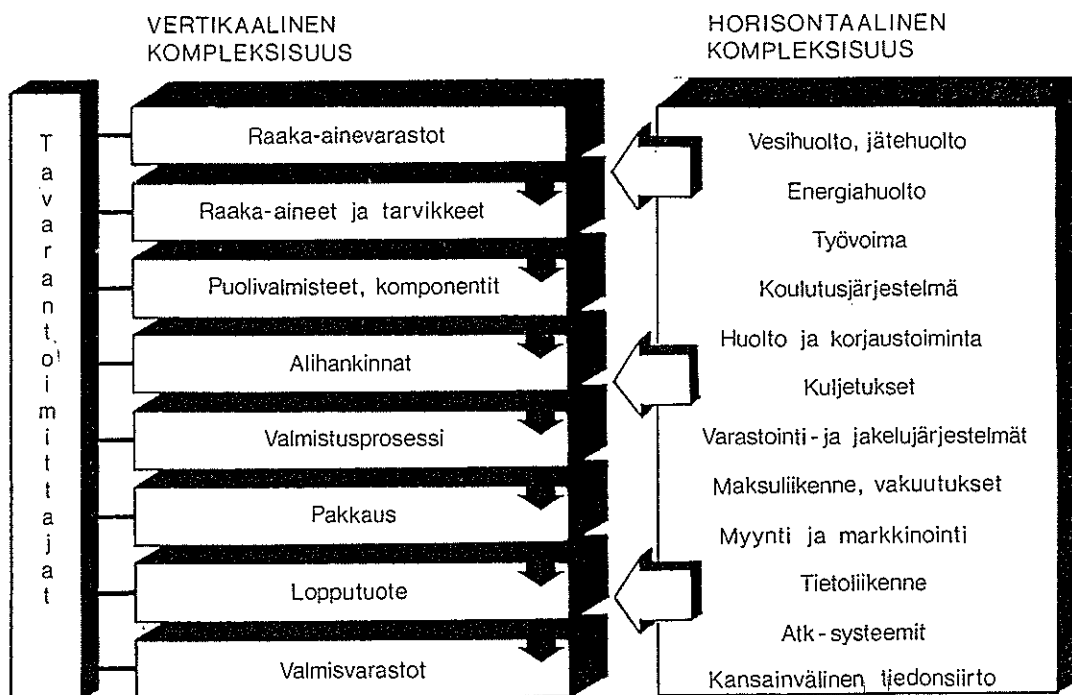 VERTIKAALINEN
KOMPLEKSISUUS
HORISONTAALINEN
KOMPLEKSISUUS
Tavarantoimittajat
Raaka-ainevarastot
Raaka-aineet ja tarvikkeet
Puolivalmisteet, komponentit
Alihankinnat
Valmistusprosessi
Pakkaus
Lopputuote
Valmisvarastot
Vesihuolto, jätehuolto
Energiahuolto
Työvoima
Koulutusjärjestelmä
Huolto ja korjaustoiminta
Kuljetukset
Varastointi-ja jakelujärjestelmät
Maksuliikenne, vakuutukset
Myynti ja markkinointi
Tietoliikenne
Atk-systeemit
Kansainvälinen tiedonsiirto